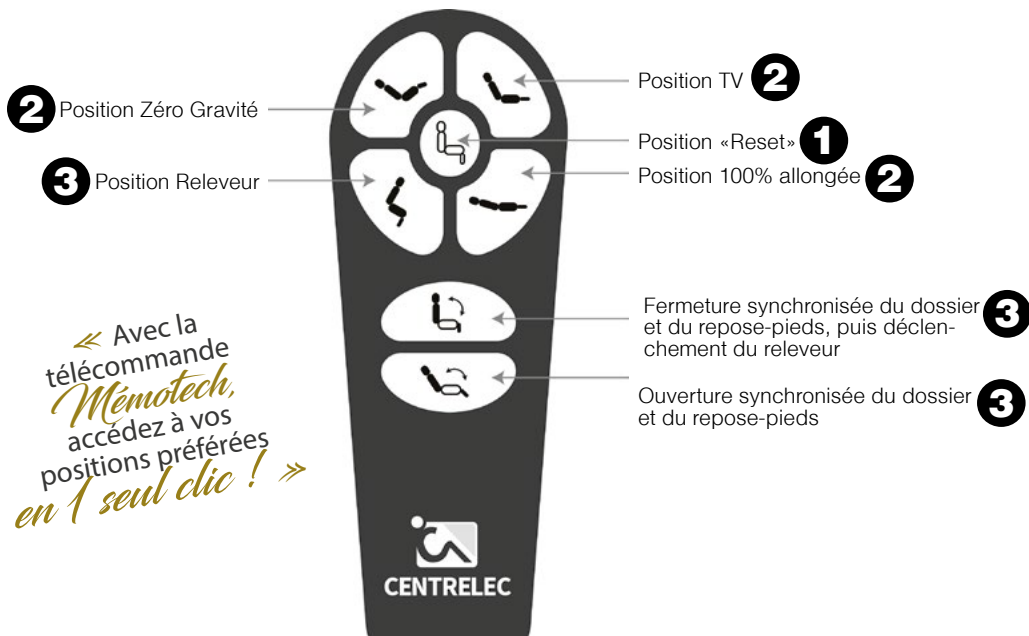 2 Position Zéro Gravité
3 Position Releveur
Position TV 2
Position «Reset» 1
Position 100% allongée 2
Fermeture synchronisée du dossier
et du repose-pieds, puis déclen-
chement du releveur
3
Ouverture synchronisée du dossier
et du repose-pieds
3
« Avec la
télécommande
Mémotech,
accédez à vos
positions préférées
en 1 seul clic ! »
CENTRELEC